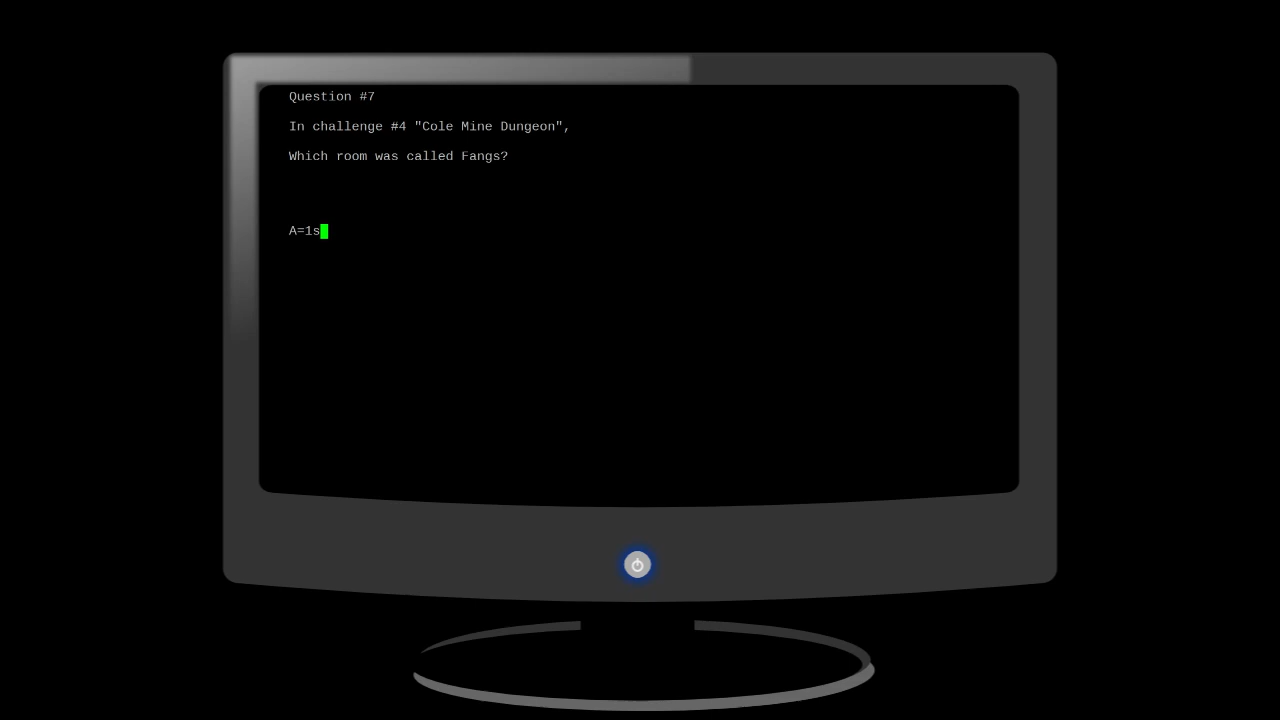 Question #7
In challenge #4 "Cole Mine Dungeon",
Which room was called Fangs?
A=1s